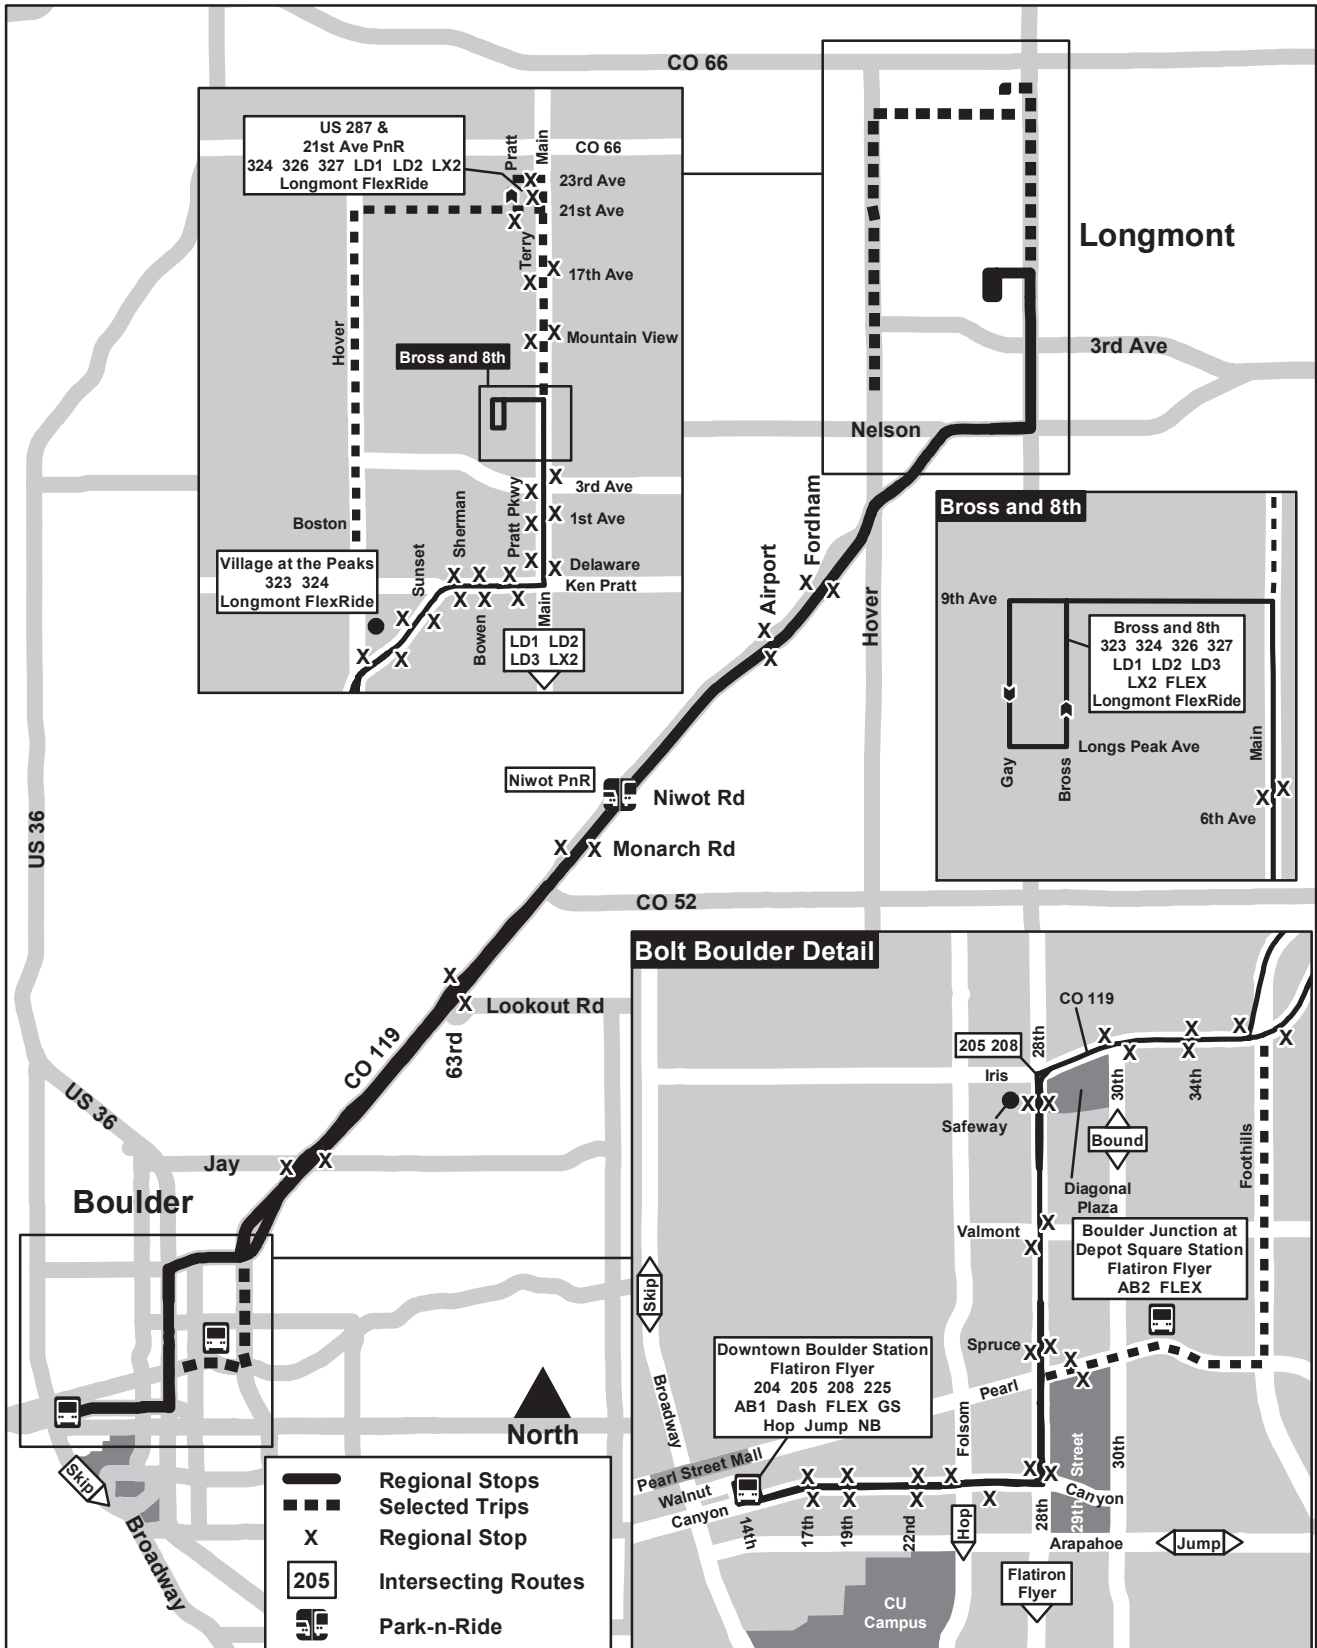 CO 66
US 287 &
21st Ave PnR
324 326 327 LD1 LD2 LX2
Longmont FlexRide
Pratt
Main
CO 66
23rd Ave
21st Ave
Terry
17th Ave
Hover
Mountain View
Bross and 8th
3rd Ave
Pratt Pkwy
1st Ave
Sherman
Boston
Sunset
Delaware
Ken Pratt
Village at the Peaks
323 324
Longmont FlexRide
Bowen
Main
LD1 LD2
LD3 LX2
Longmont
3rd Ave
Nelson
Fordham
Airport
Hover
Bross and 8th
9th Ave
Bross and 8th
323 324 326 327
LD1 LD2 LD3
LX2 FLEX
Longmont FlexRide
Longs Peak Ave
Gay
Bross
Main
6th Ave
Niwot PnR
Niwot Rd
Monarch Rd
US 36
CO 52
Lookout Rd
63rd
CO 119
US 36
Jay
Boulder
Skip
Broadway
North
Regional Stops
Selected Trips
X
Regional Stop
205
Intersecting Routes
Park-n-Ride
Bolt Boulder Detail
CO 119
28th
205 208
Iris
30th
34th
Safeway
Bound
Foothills
Diagonal
Plaza
Valmont
Boulder Junction at
Depot Square Station
Flatiron Flyer
AB2 FLEX
Skip
Spruce
Downtown Boulder Station
Flatiron Flyer
204 205 208 225
AB1 Dash FLEX GS
Hop Jump NB
Pearl
Broadway
Folsom
29th Street
30th
Pearl Street Mall
Walnut
Canyon
Canyon
14th
17th
19th
22nd
Hop
28th
Arapahoe
Jump
Flatiron
Flyer
CU
Campus